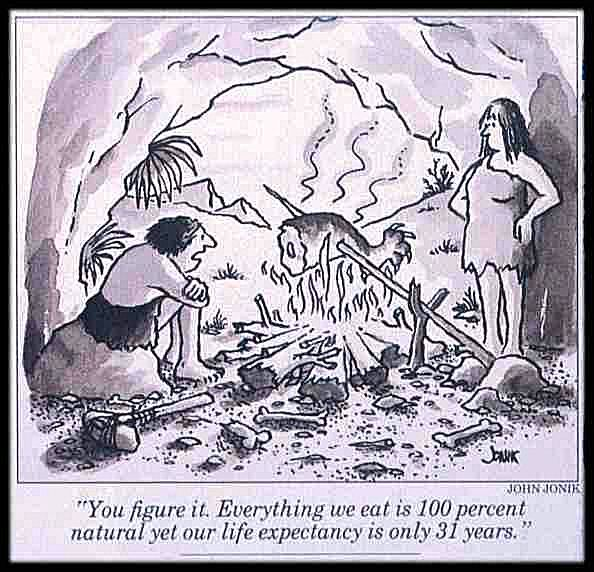 JONIK
JOHN JONIK
"You figure it. Everything we eat is 100 percent
natural yet our life expectancy is only 31 years."